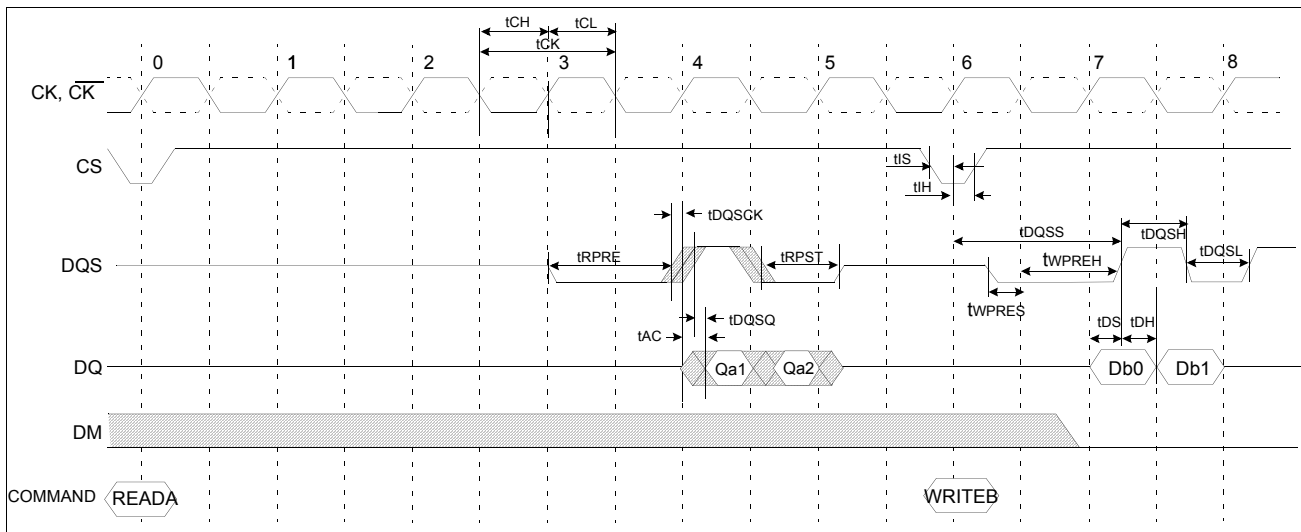 tCH tCL
tCK
0 1 2 3 4 5 6 7 8
CK, CK
CS
tIS
tIH
tDQSCK
tDQSS
tDQSH
DQS
tRPRE
tRPST
tWPREH
tDQSL
tWPRES
tDQSQ
tAC
tDS tDH
DQ
Qa1 Qa2
Db0 Db1
DM
COMMAND
READA
WRITEB